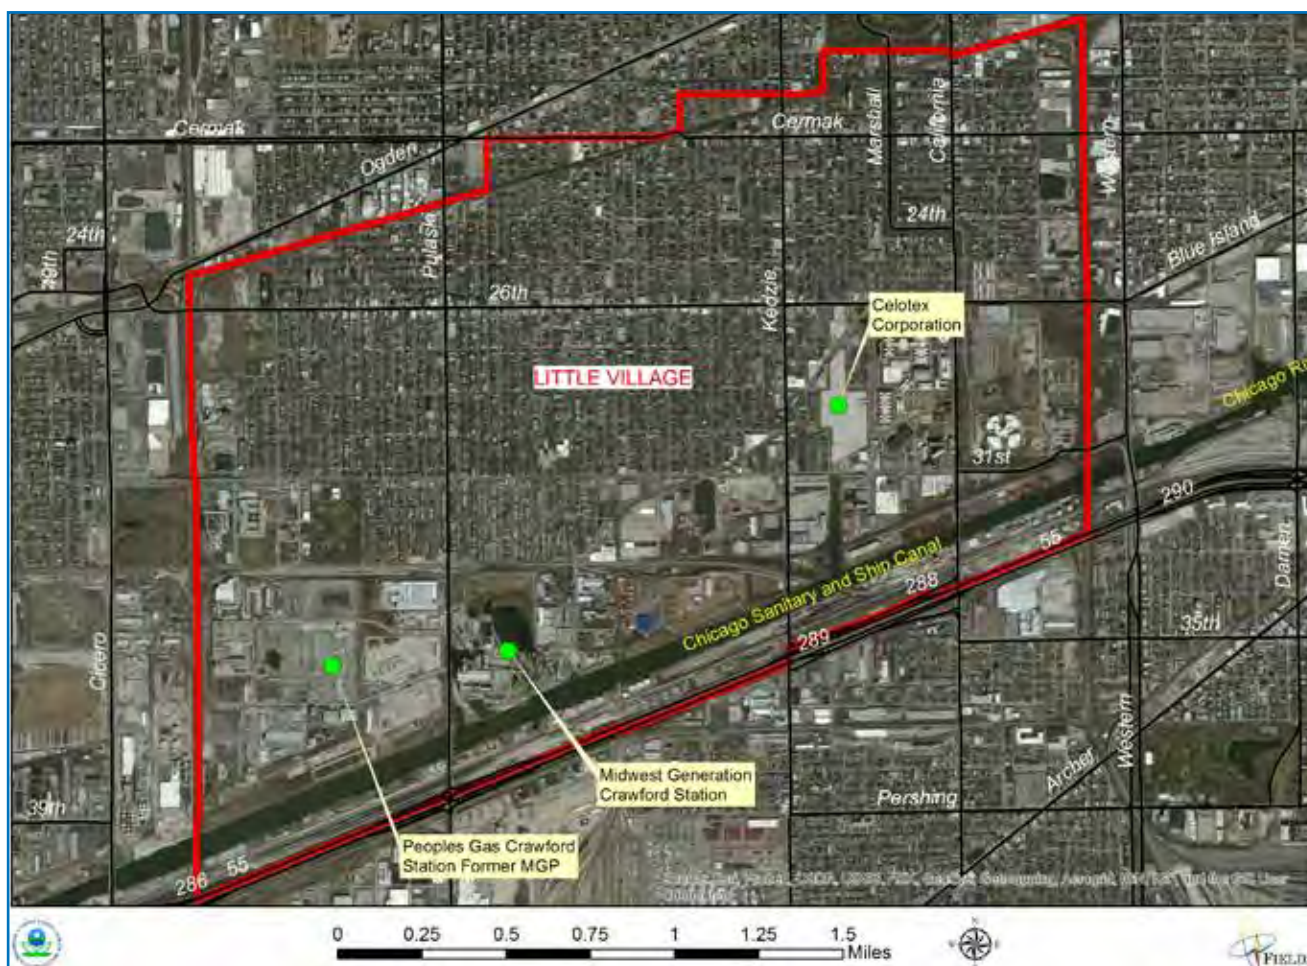 Cermak
Ogden
Pulaski
Cermak
Marshall
California
Western
24th
49th
24th
Blue Island
26th
Kedzie
Celotex
Corporation
LITTLE VILLAGE
Chicago
31st
290
55
Chicago Sanitary and Ship Canal
288
289
Damen
35th
Cicero
Western
Archer
Midwest Generation
Crawford Station
Pershing
39th
Peoples Gas Crawford
Station Former MGP
55
286
0 0.25 0.5 0.75 1 1.25 1.5
Miles
FIELD